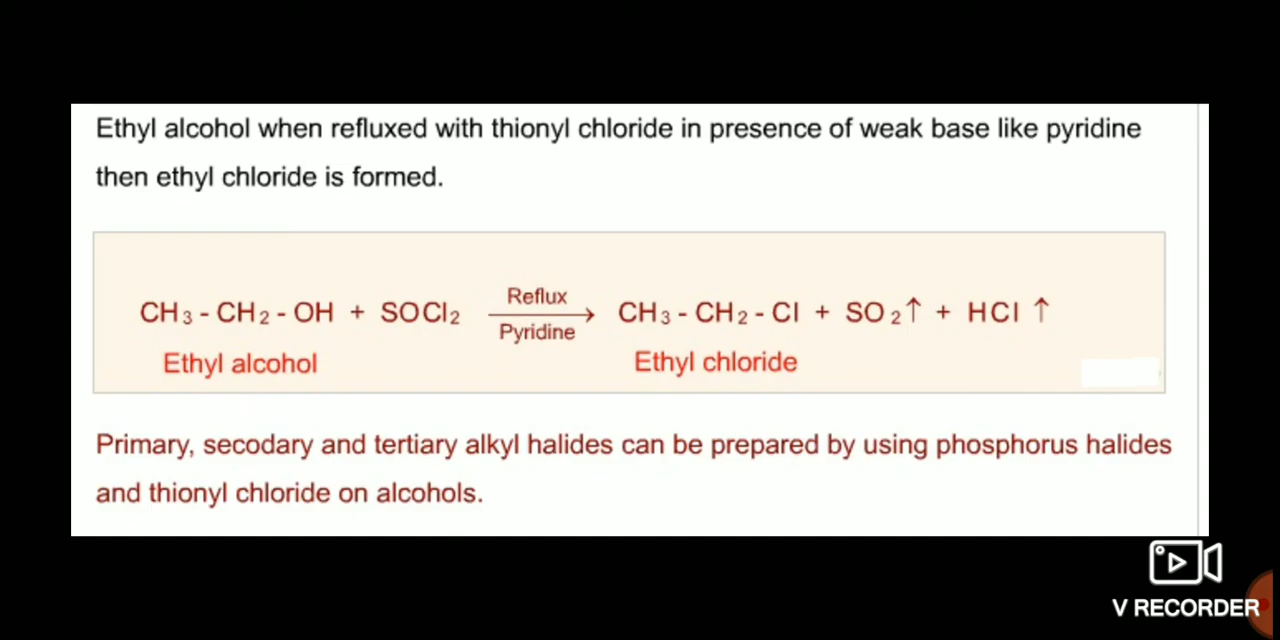 Ethyl alcohol when refluxed with thionyl chloride in presence of weak base like pyridine
then ethyl chloride is formed.
Reflux
CH3 - CH2 - OH + SOCl2 → CH3 - CH2 - Cl + SO2↑ + HCl ↑
Pyridine
Ethyl alcohol Ethyl chloride
Primary, secodary and tertiary alkyl halides can be prepared by using phosphorus halides
and thionyl chloride on alcohols.
V RECORDER